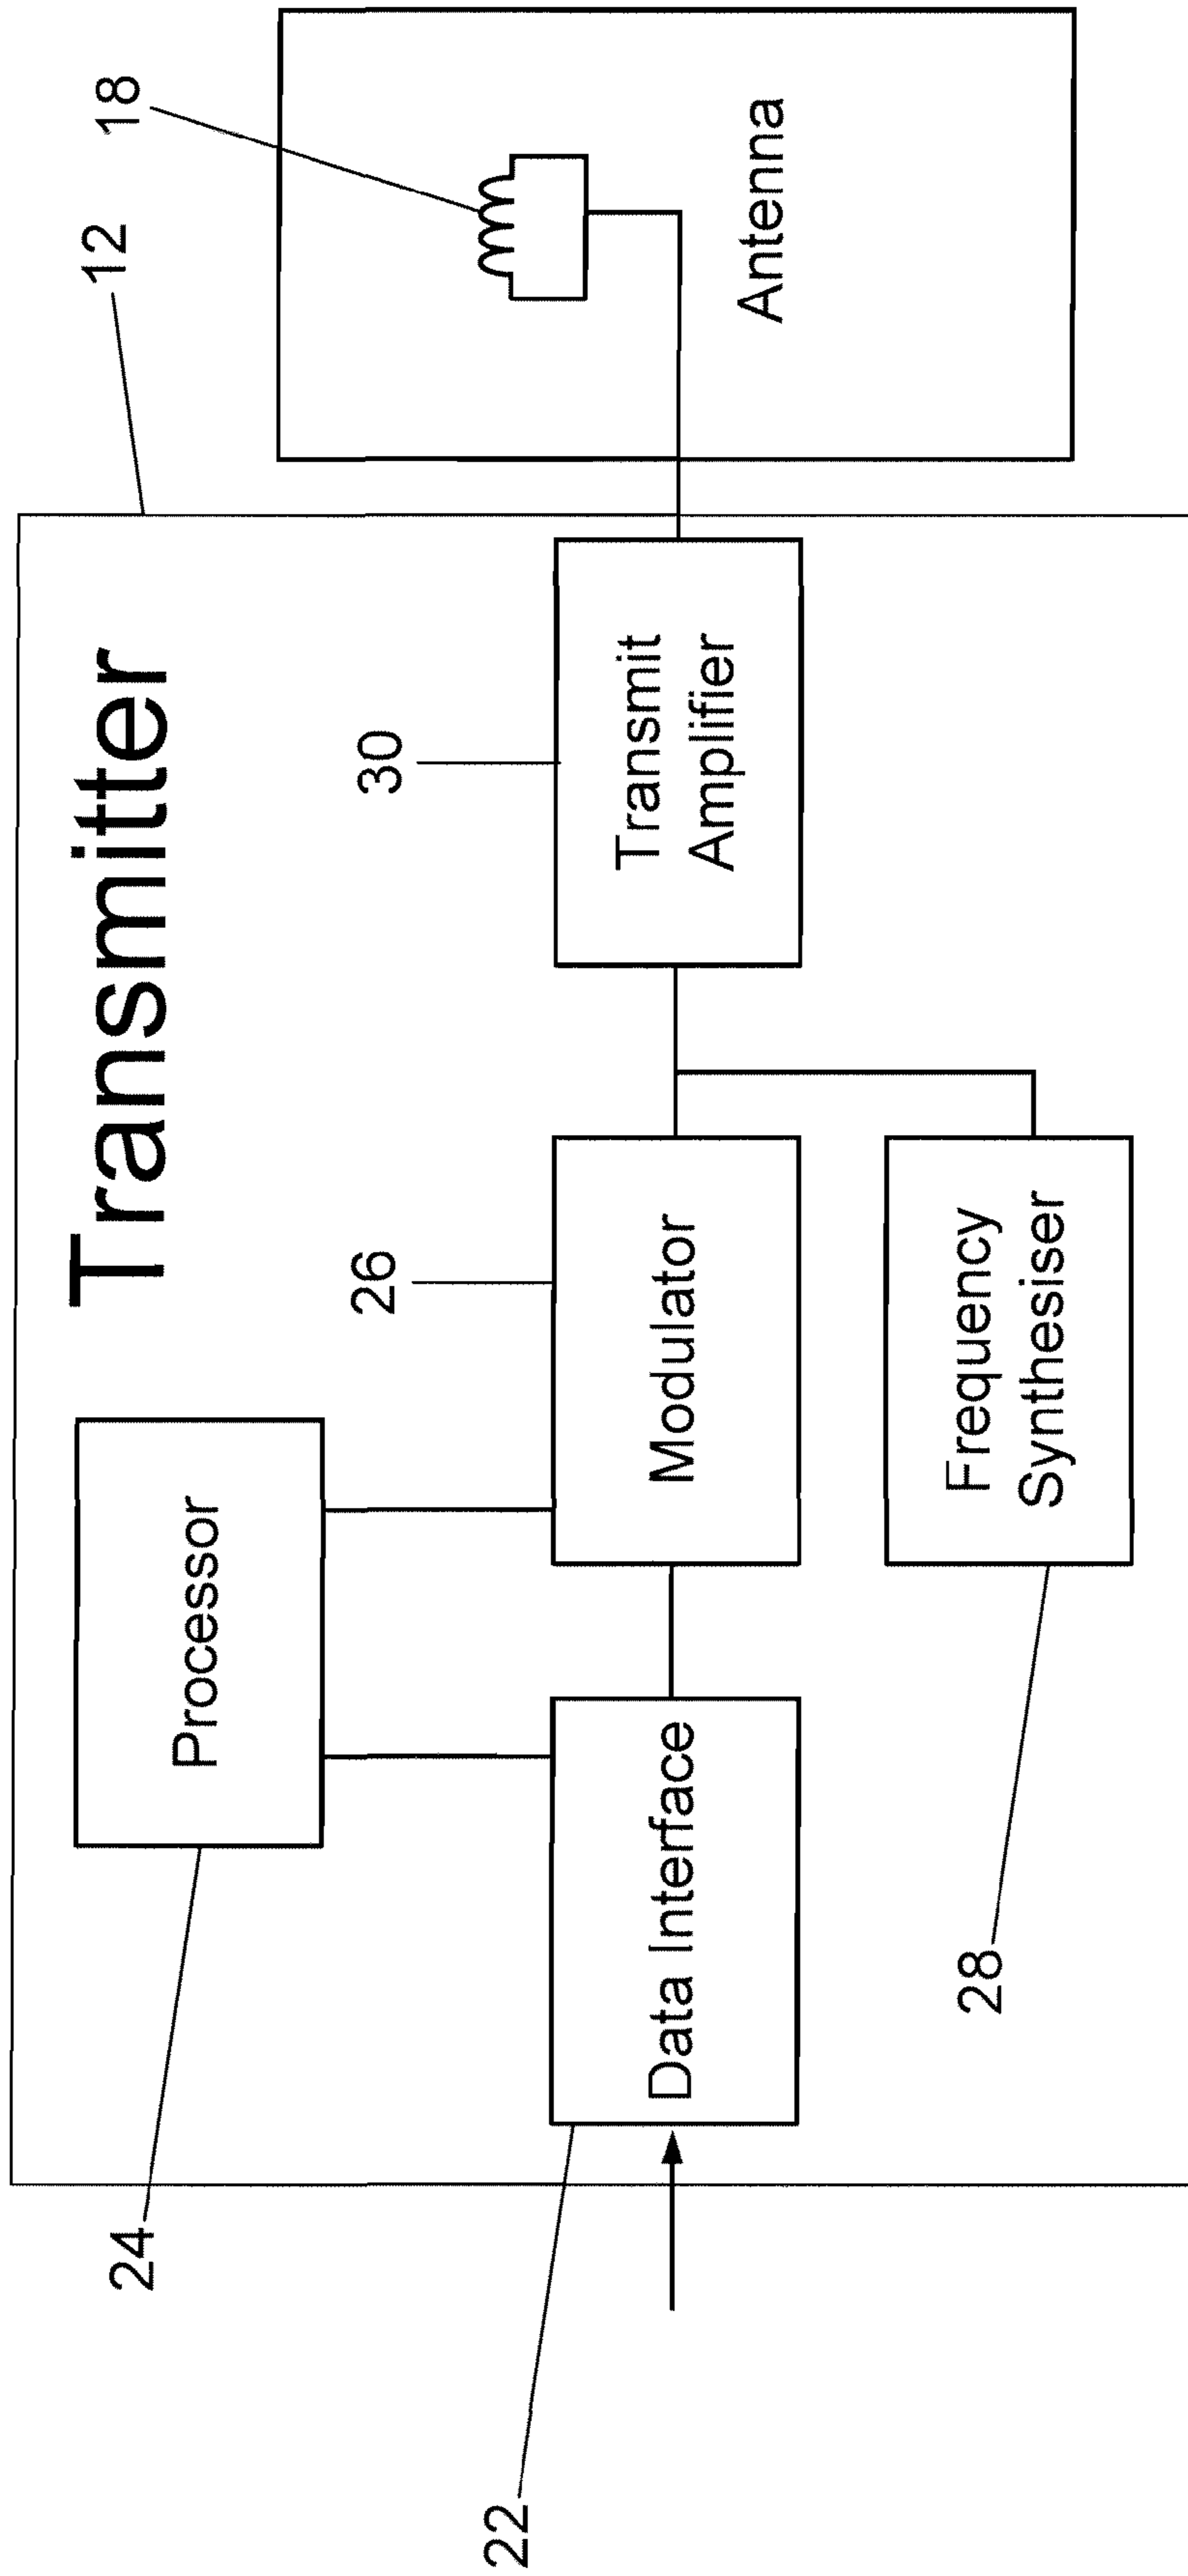 Transmitter
12
18
24
Processor
26
30
22
Data Interface
Modulator
Transmit
Amplifier
Antenna
28
Frequency
Synthesiser